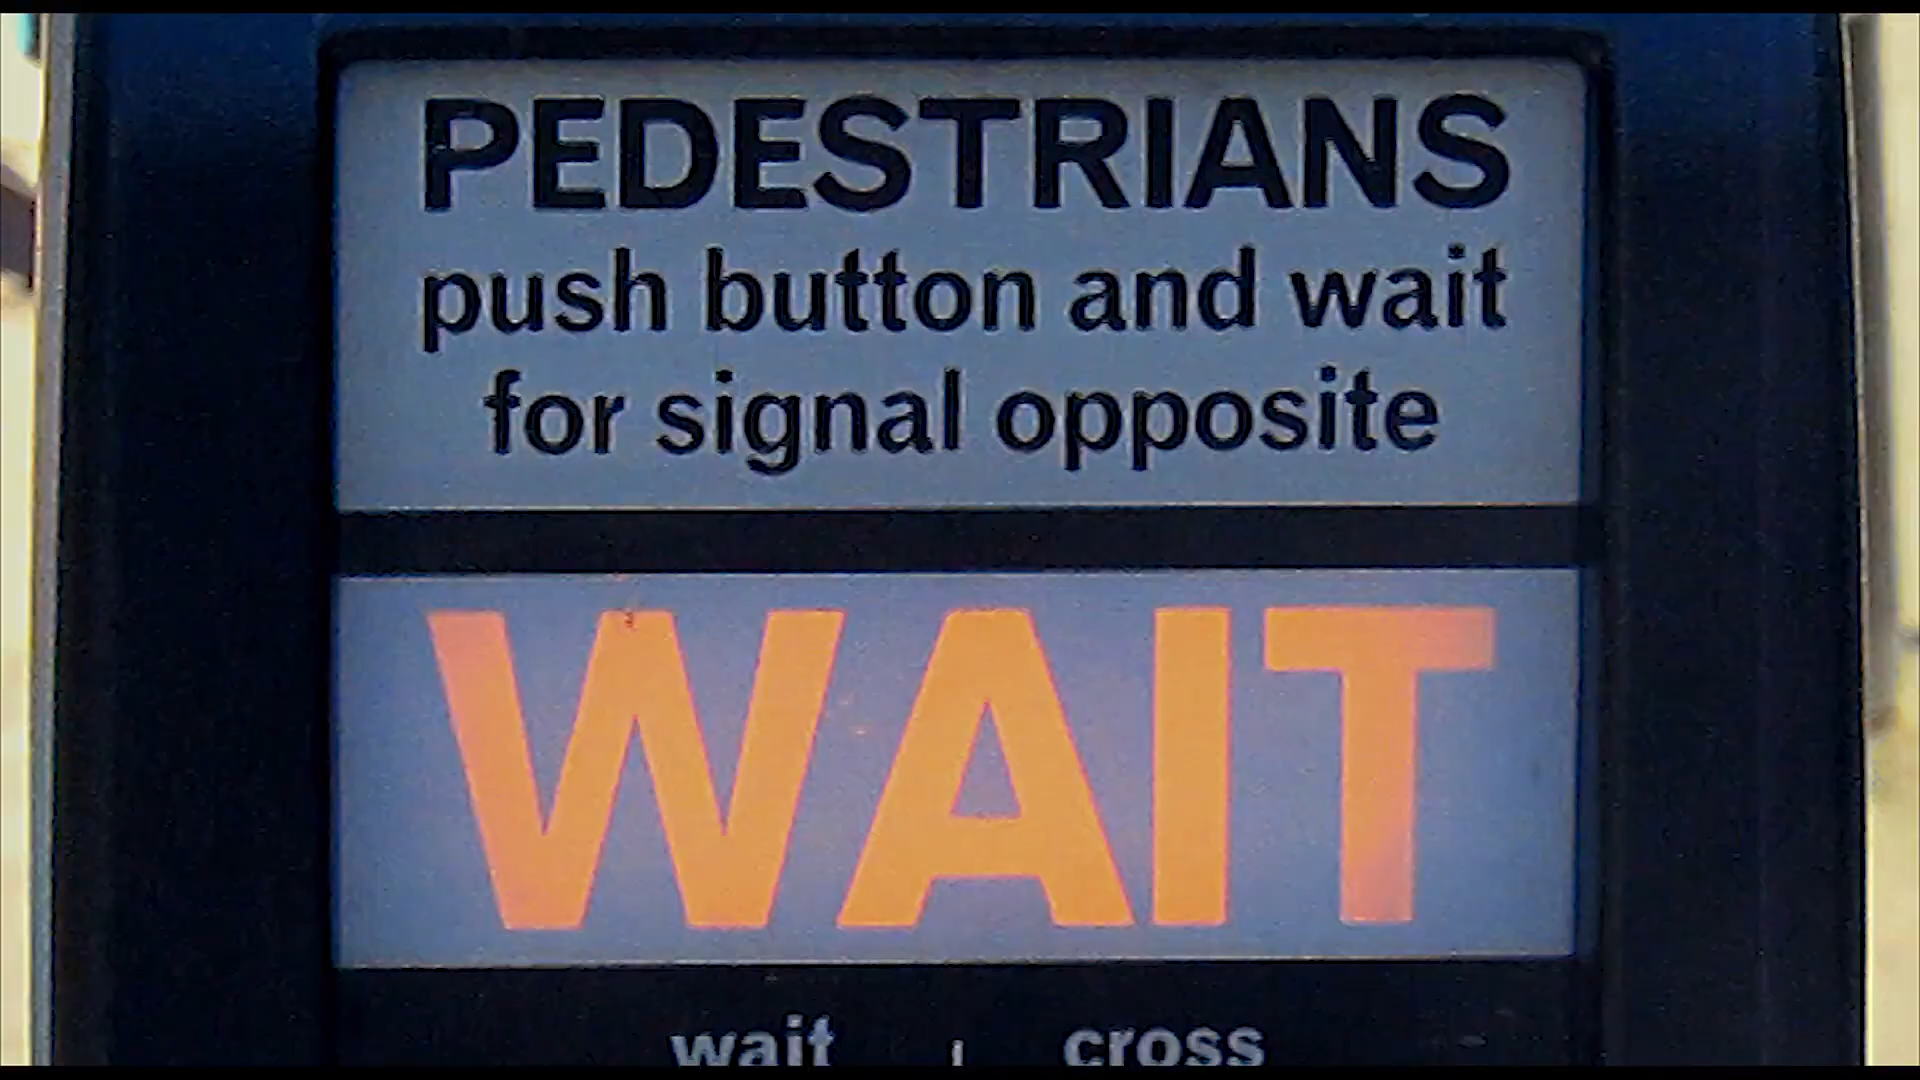 PEDESTRIANS
push button and wait
for signal opposite
WAIT
wait cross